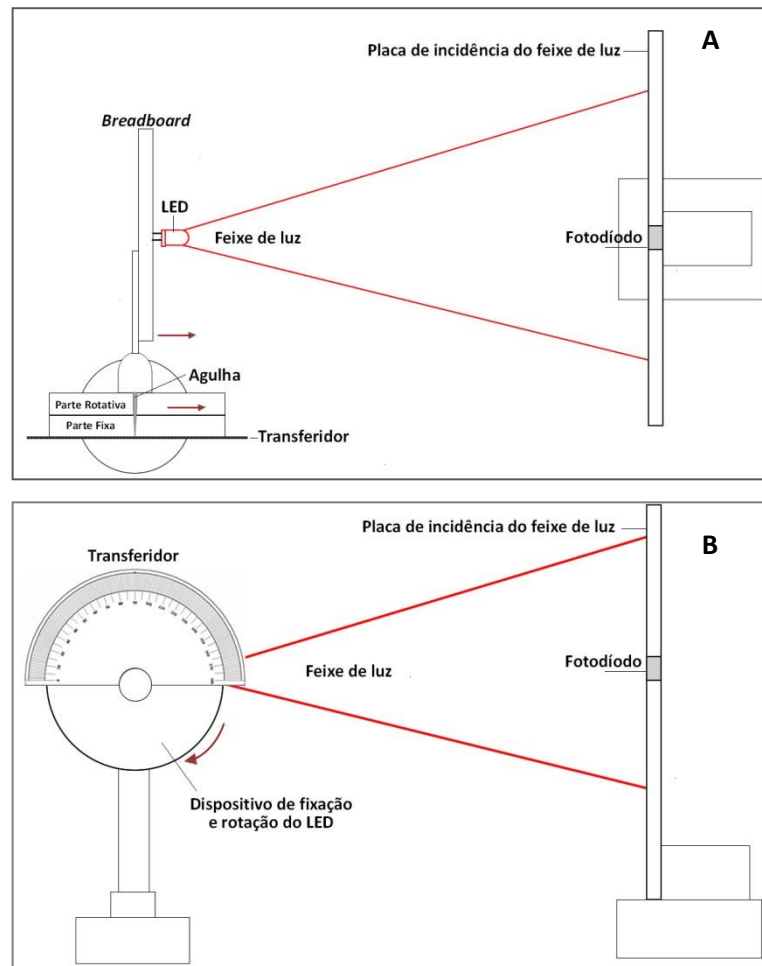 A
Placa de incidência do feixe de luz
Breadboard
LED
Feixe de luz
Fotodíodo
Agulha
Parte Rotativa
Parte Fixa
Transferidor
B
Placa de incidência do feixe de luz
Transferidor
Fotodíodo
Feixe de luz
Dispositivo de fixação
e rotação do LED